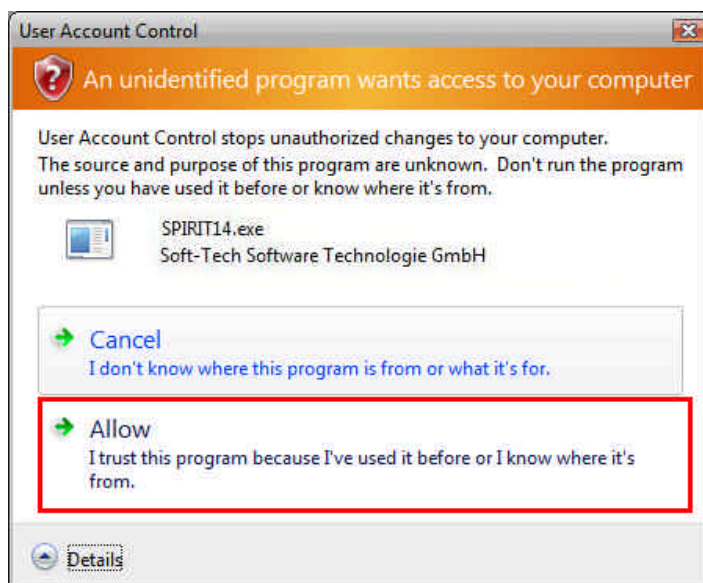 User Account Control
An unidentified program wants access to your computer
User Account Control stops unauthorized changes to your computer.
The source and purpose of this program are unknown. Don't run the program
unless you have used it before or know where it's from.
SPIRIT14.exe
Soft-Tech Software Technologie GmbH
Cancel
I don't know where this program is from or what it's for.
Allow
I trust this program because I've used it before or I know where it's
from.
Details